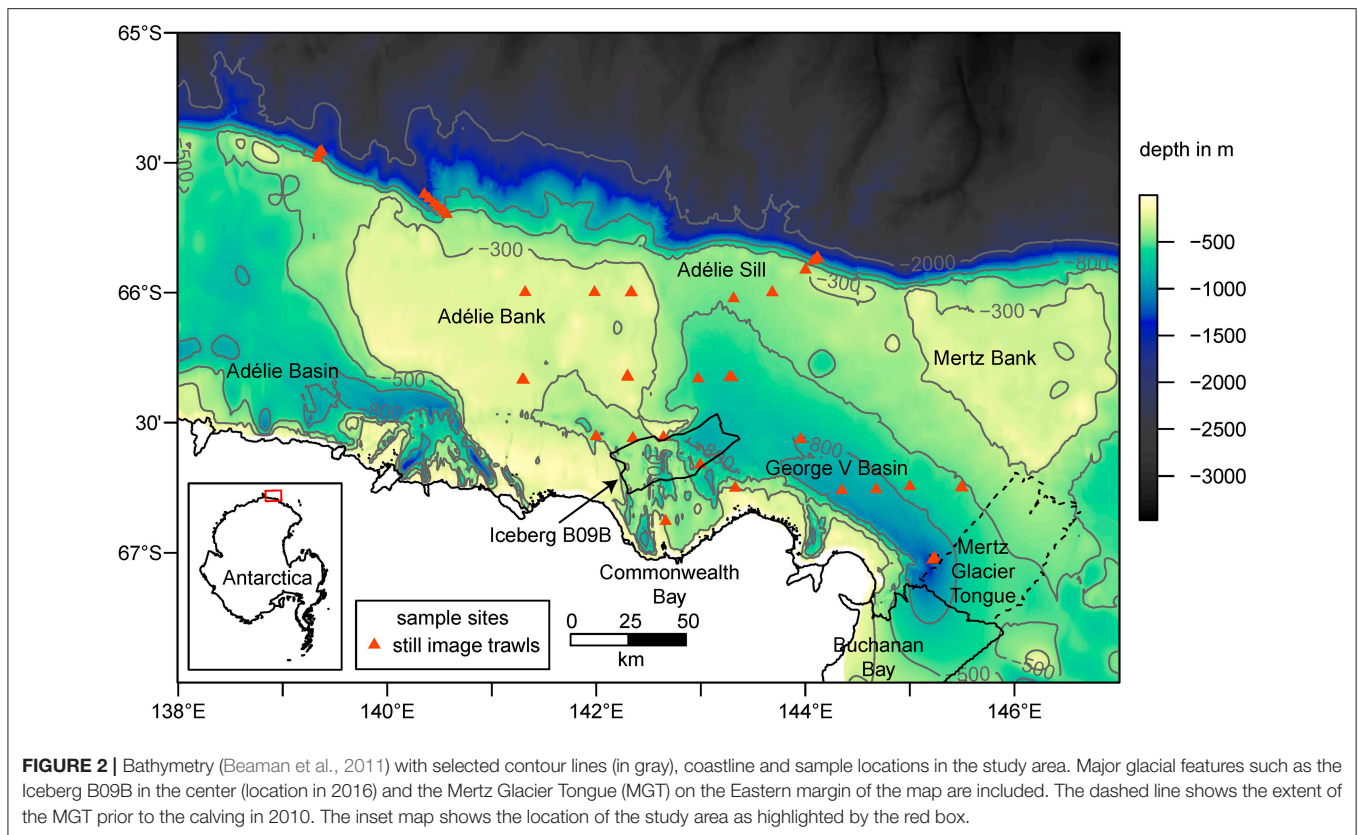 65°S
30'
66°S
30'
67°S
138°E
140°E
142°E
144°E
146°E
-500
-300
-2000
-800
-300
-300
Adélie Sill
Adélie Bank
Mertz Bank
Adélie Basin
-500
-800
-800
-800
George V Basin
Iceberg B09B
Commonwealth
Bay
Mertz
Glacier
Tongue
Buchanan
Bay
-500
-500
Antarctica
sample sites
still image trawls
0 25 50
km
depth in m
-500
-1000
-1500
-2000
-2500
-3000
FIGURE 2 | Bathymetry (Beaman et al., 2011) with selected contour lines (in gray), coastline and sample locations in the study area. Major glacial features such as the
Iceberg B09B in the center (location in 2016) and the Mertz Glacier Tongue (MGT) on the Eastern margin of the map are included. The dashed line shows the extent of
the MGT prior to the calving in 2010. The inset map shows the location of the study area as highlighted by the red box.